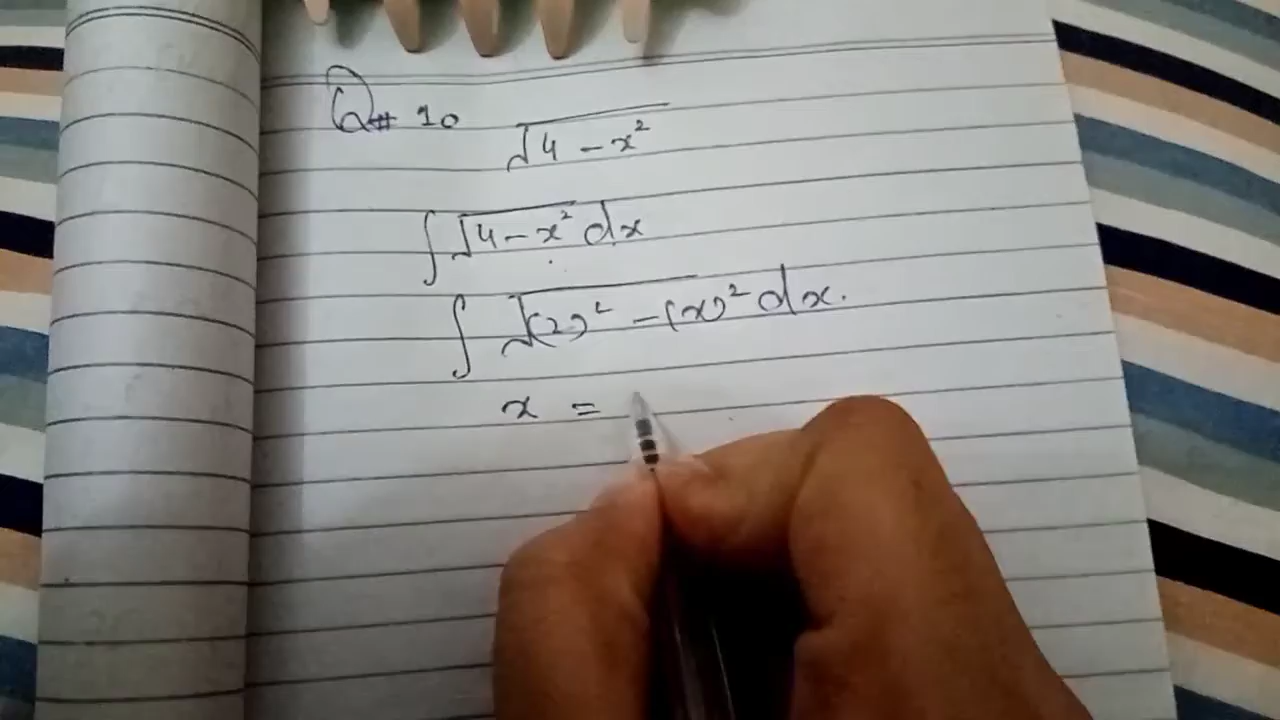 Q# 10
√4 - x²
∫√4-x² dx
∫ √(2)² - (x)² dx.
x =